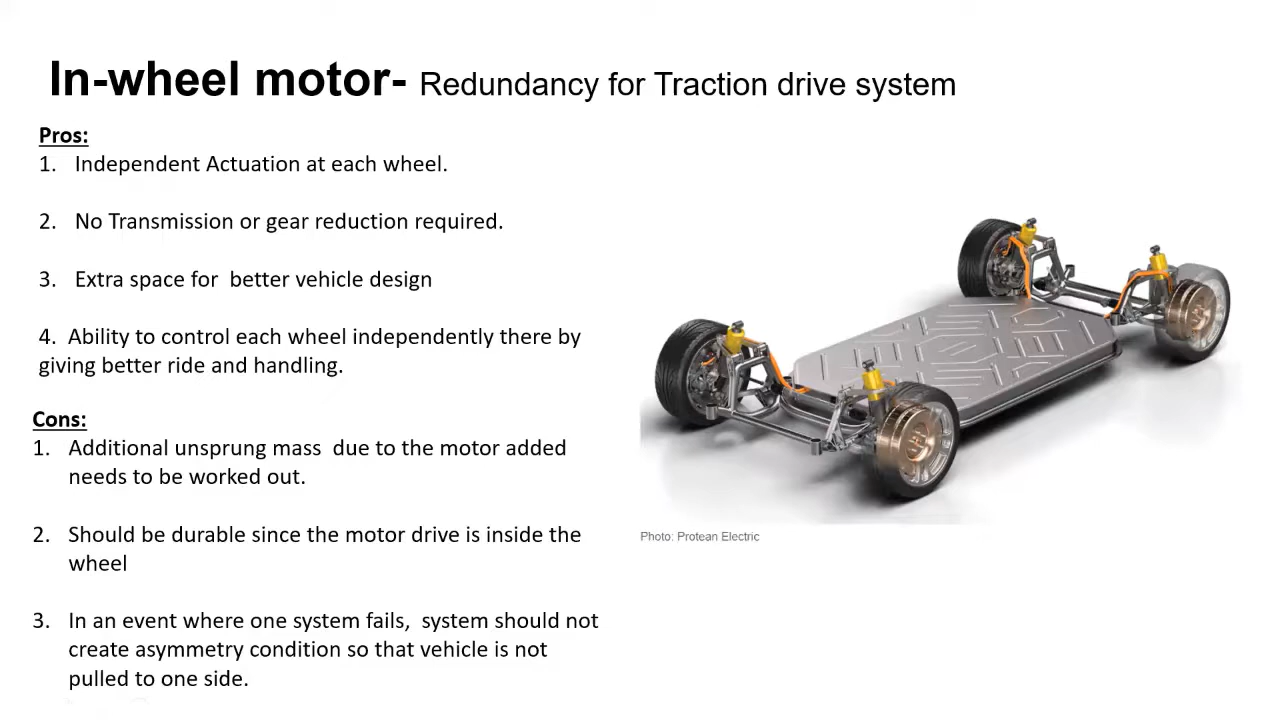 In-wheel motor- Redundancy for Traction drive system
Pros:
1. Independent Actuation at each wheel.
2. No Transmission or gear reduction required.
3. Extra space for better vehicle design
4. Ability to control each wheel independently there by
giving better ride and handling.
Cons:
1. Additional unsprung mass due to the motor added
needs to be worked out.
2. Should be durable since the motor drive is inside the
wheel
3. In an event where one system fails, system should not
create asymmetry condition so that vehicle is not
pulled to one side.
Photo: Protean Electric